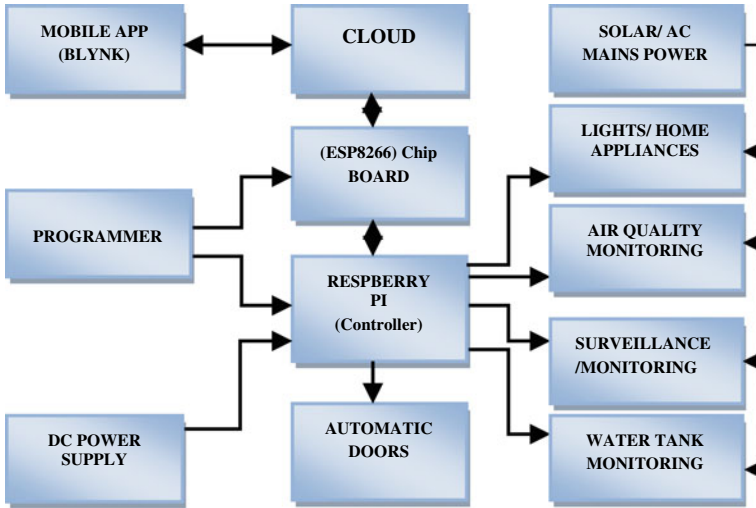 MOBILE APP
(BLYNK)
CLOUD
SOLAR/ AC
MAINS POWER
(ESP8266) Chip
BOARD
LIGHTS/ HOME
APPLIANCES
PROGRAMMER
AIR QUALITY
MONITORING
RESPBERRY
PI
(Controller)
SURVEILLANCE
/MONITORING
DC POWER
SUPPLY
AUTOMATIC
DOORS
WATER TANK
MONITORING